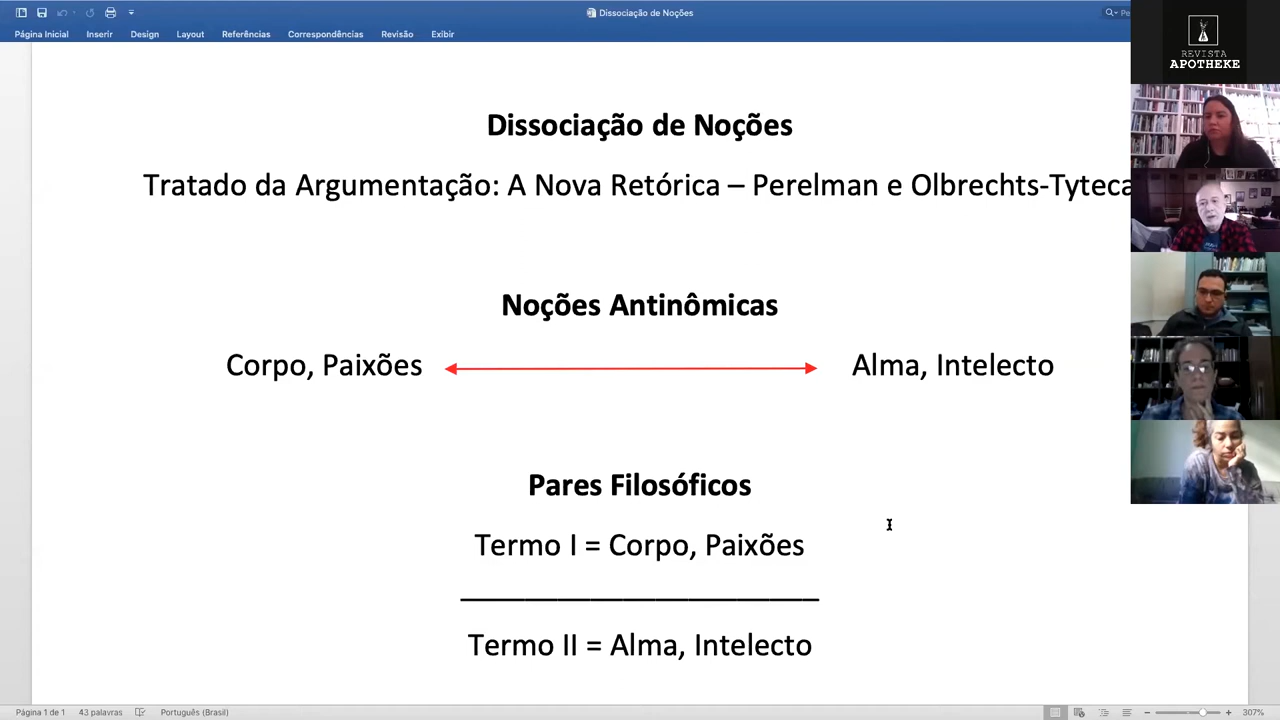 Dissociação de Noções
Pe
Página Inicial Inserir Design Layout Referências Correspondências Revisão Exibir
Dissociação de Noções
Tratado da Argumentação: A Nova Retórica – Perelman e Olbrechts-Tyteca
Noções Antinômicas
Corpo, Paixões Alma, Intelecto
Pares Filosóficos
Termo I = Corpo, Paixões
Termo II = Alma, Intelecto
REVISTA
APOTHEKE
Página 1 de 1 43 palavras Português (Brasil) 307%